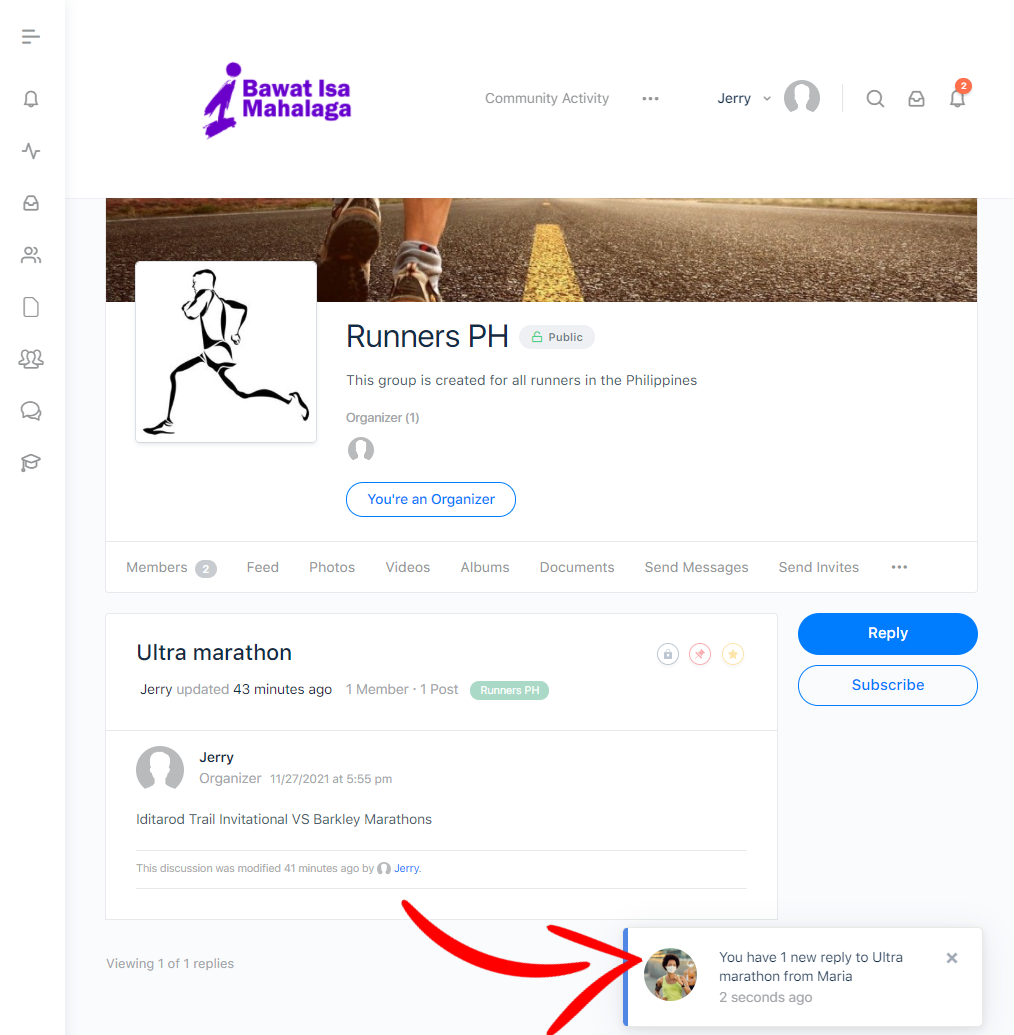 Bawat Isa
Mahalaga
Community Activity
Jerry
2
Runners PH
Public
This group is created for all runners in the Philippines
Organizer (1)
You're an Organizer
Members 2 Feed Photos Videos Albums Documents Send Messages Send Invites
Ultra marathon
Reply
Jerry updated 43 minutes ago 1 Member · 1 Post Runners PH
Subscribe
Jerry
Organizer 11/27/2021 at 5:55 pm
Iditarod Trail Invitational VS Barkley Marathons
This discussion was modified 41 minutes ago by Jerry.
Viewing 1 of 1 replies
You have 1 new reply to Ultra
marathon from Maria
2 seconds ago